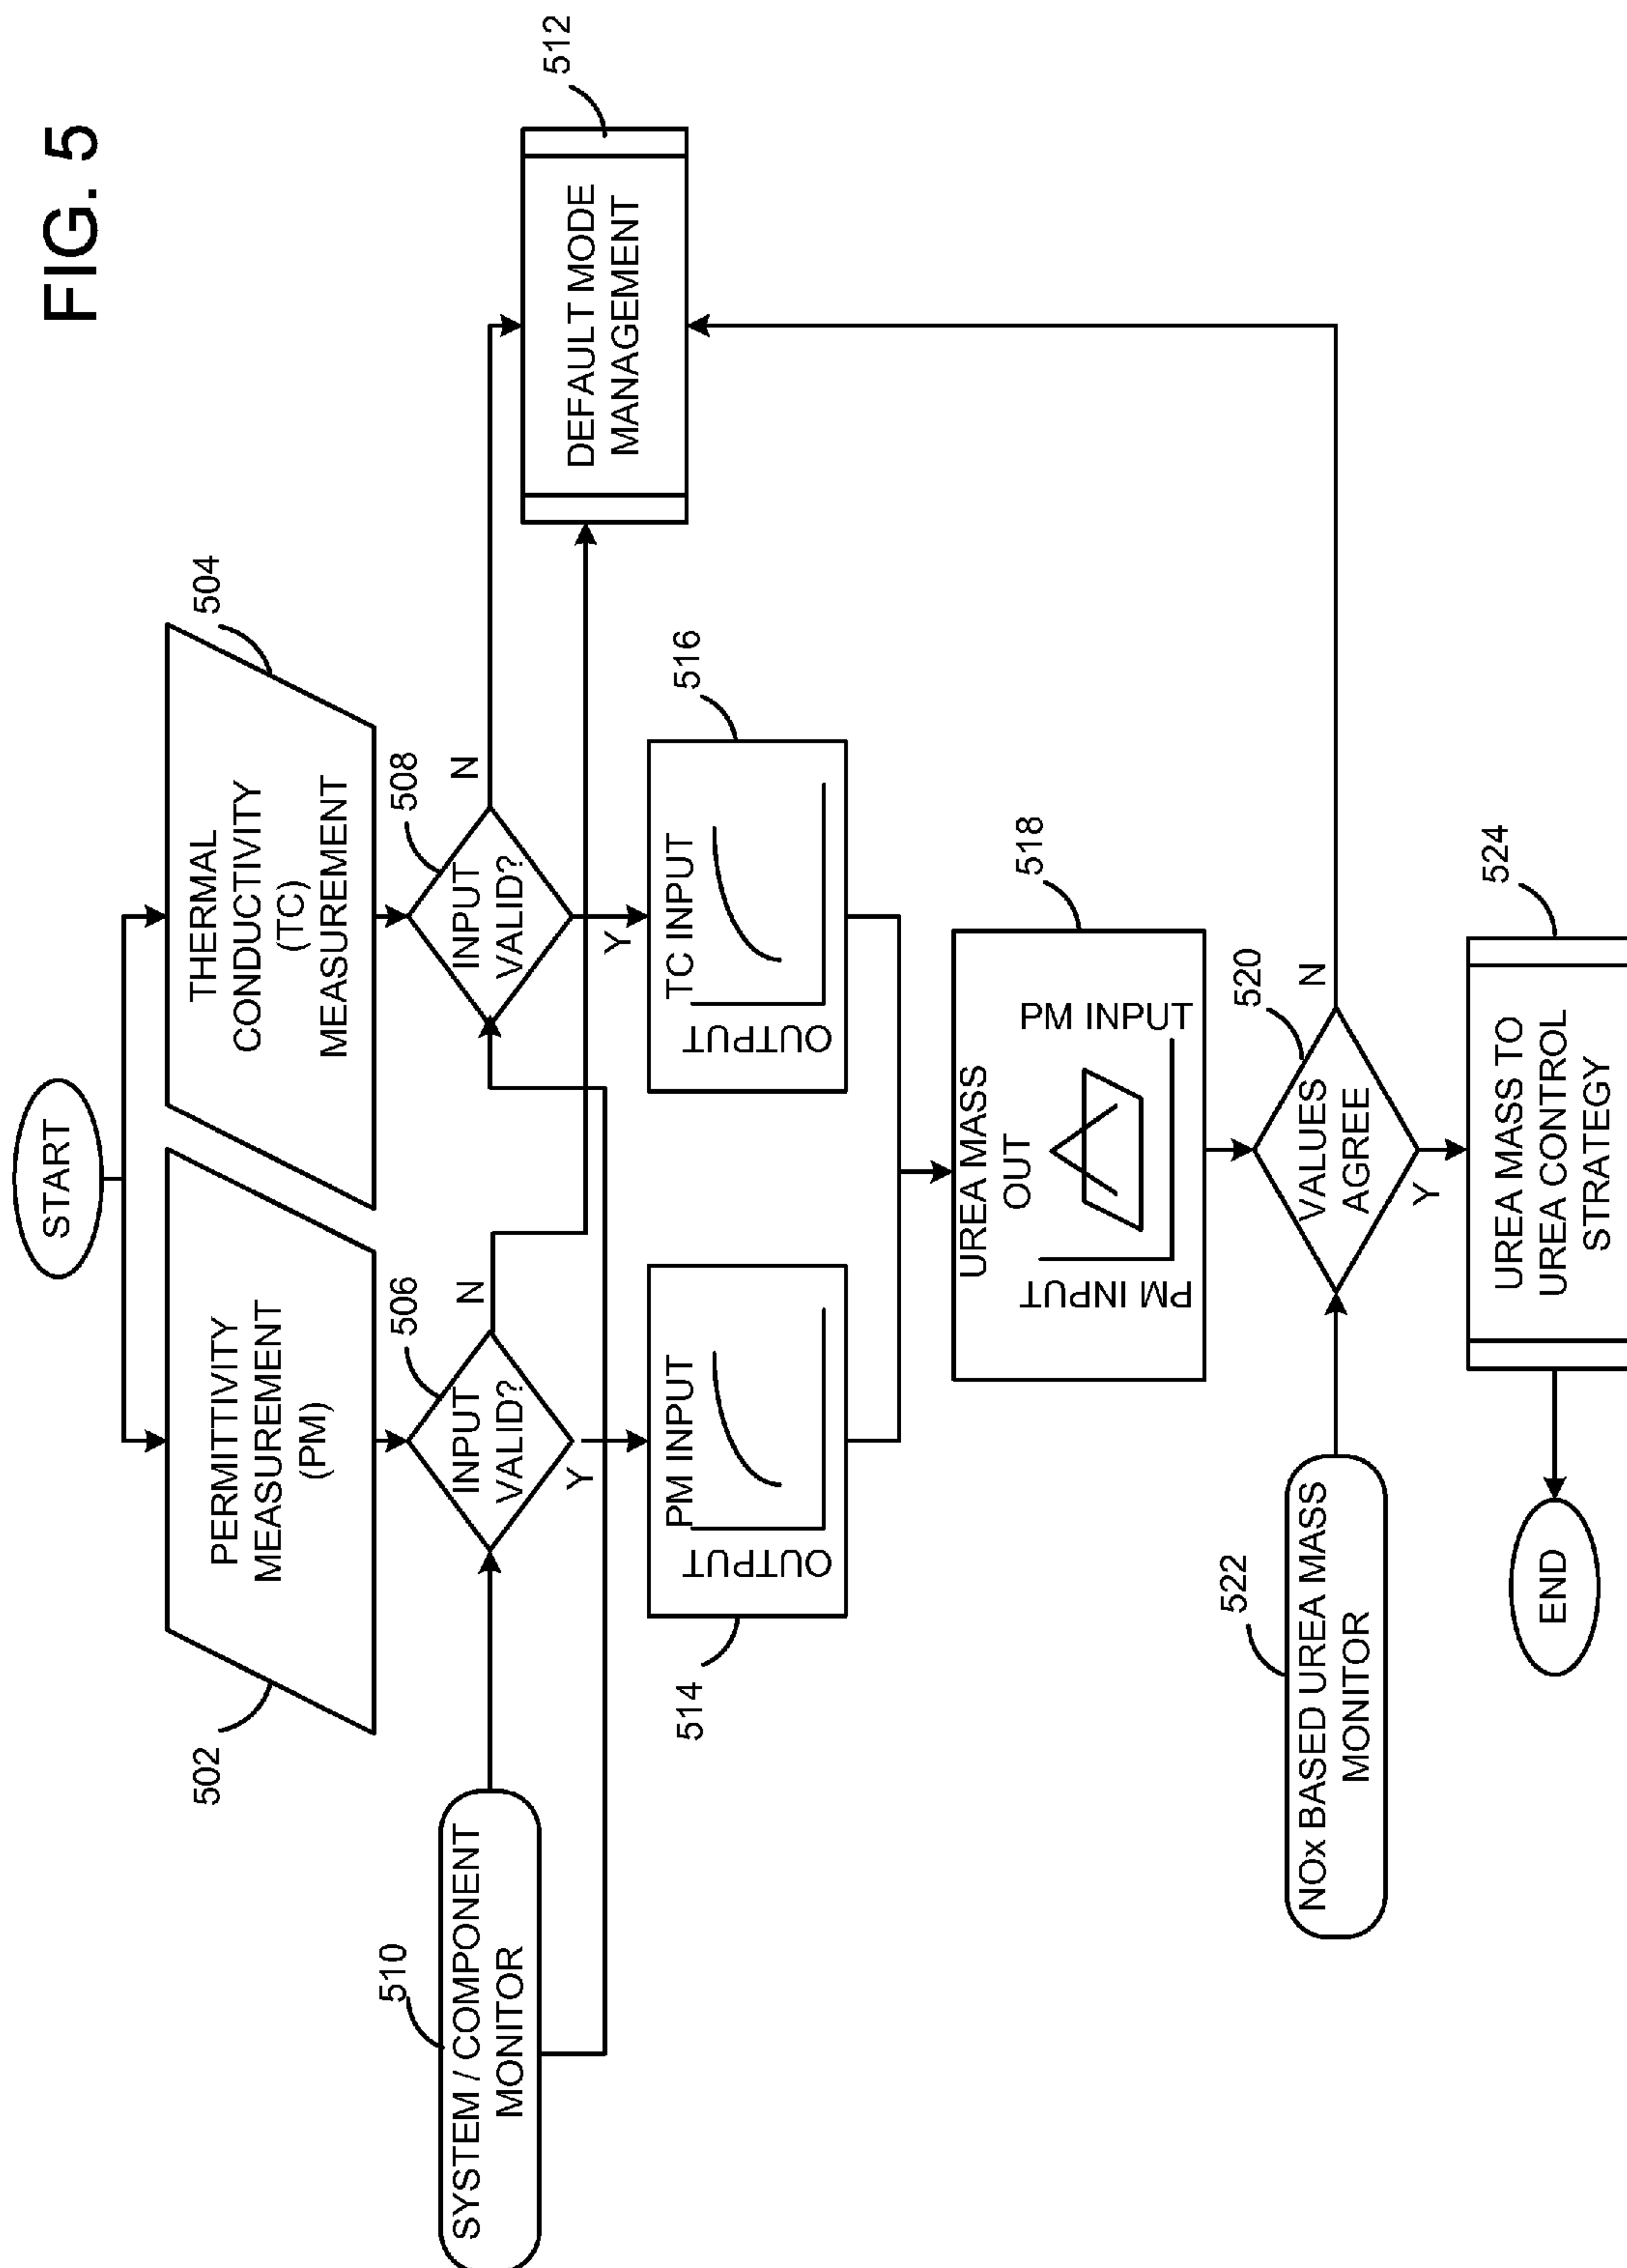 FIG. 5
START
PERMITTIVITY
MEASUREMENT
(PM)
502
THERMAL
CONDUCTIVITY
(TC)
MEASUREMENT
504
SYSTEM / COMPONENT
MONITOR
510
INPUT
VALID?
506
N
Y
INPUT
VALID?
508
N
Y
DEFAULT MODE
MANAGEMENT
512
PM INPUT
OUTPUT
514
TC INPUT
OUTPUT
516
UREA MASS
OUT
PM INPUT
PM INPUT
518
NOx BASED UREA MASS
MONITOR
522
VALUES
AGREE
520
N
Y
UREA MASS TO
UREA CONTROL
STRATEGY
524
END